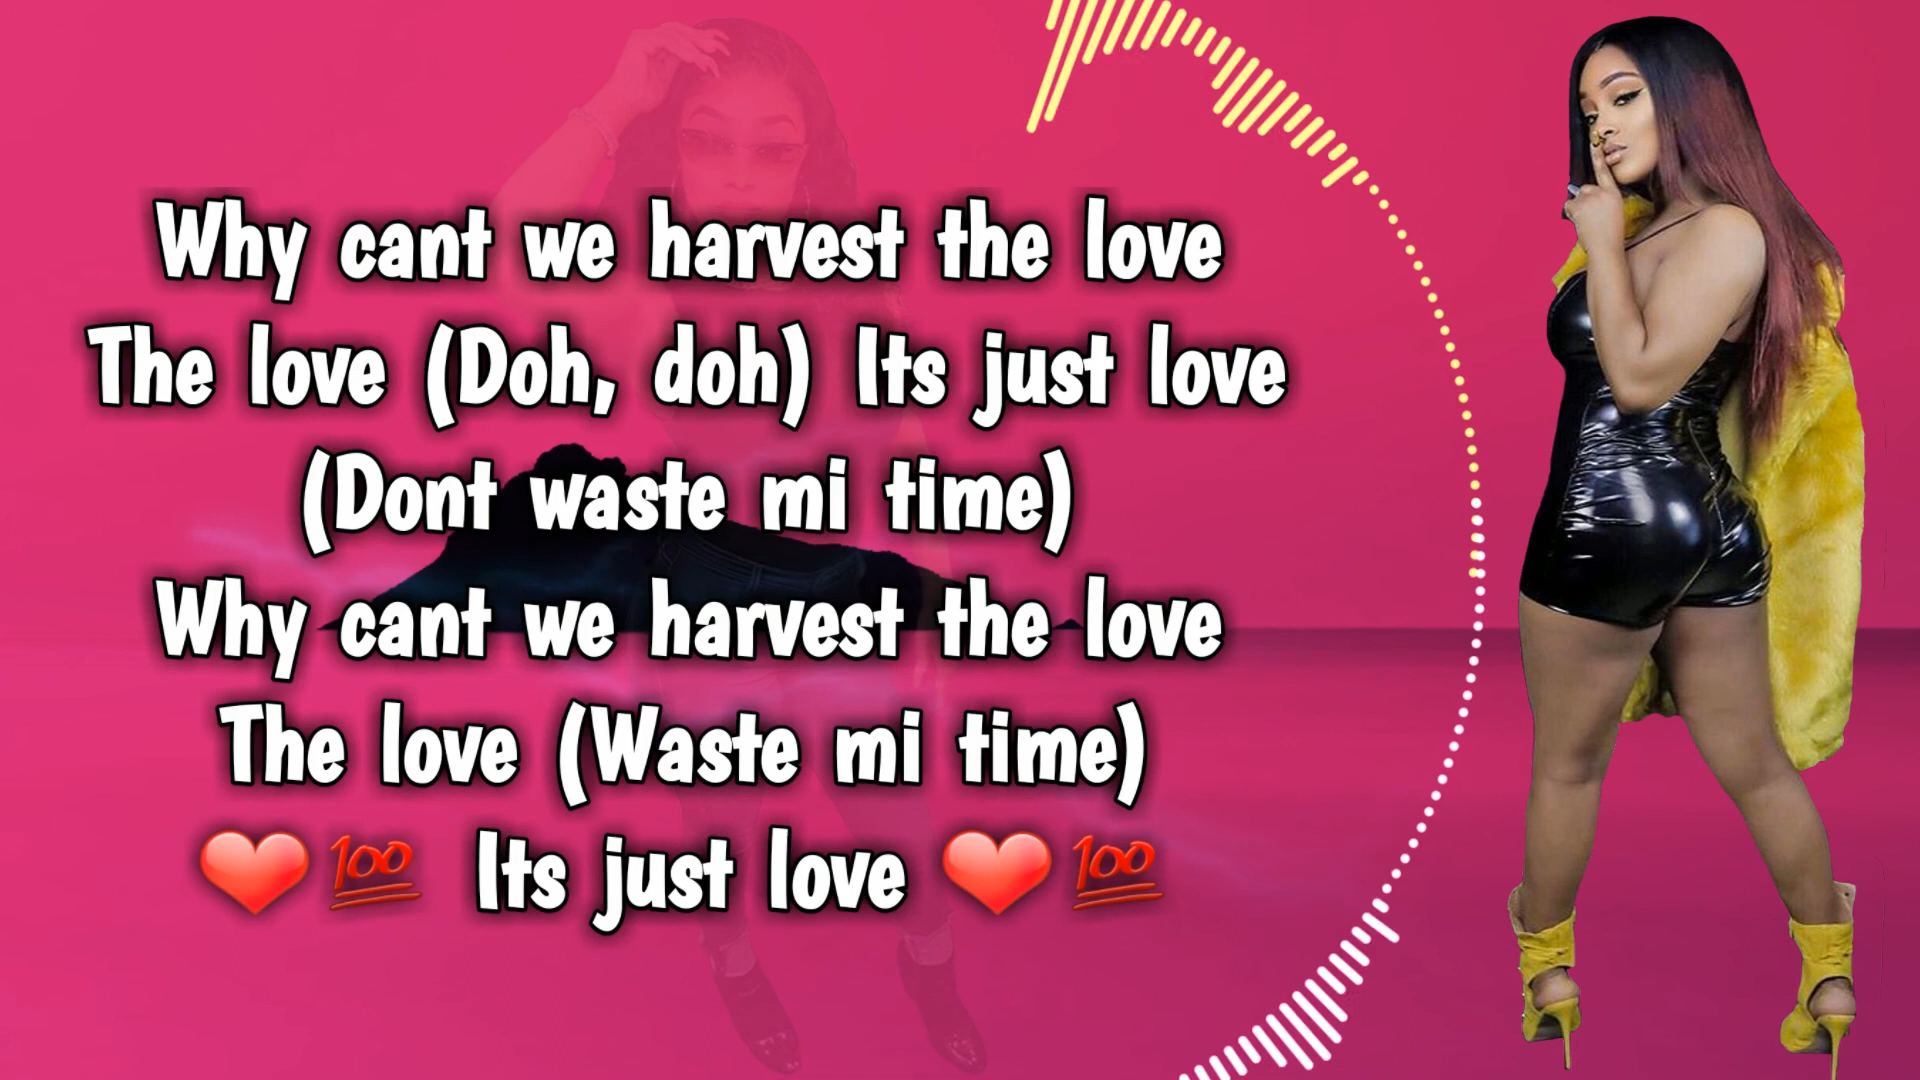 Why cant we harvest the love
The love (Doh, doh) Its just love
(Dont waste mi time)
Why cant we harvest the love
The love (Waste mi time)
❤💯 Its just love ❤💯